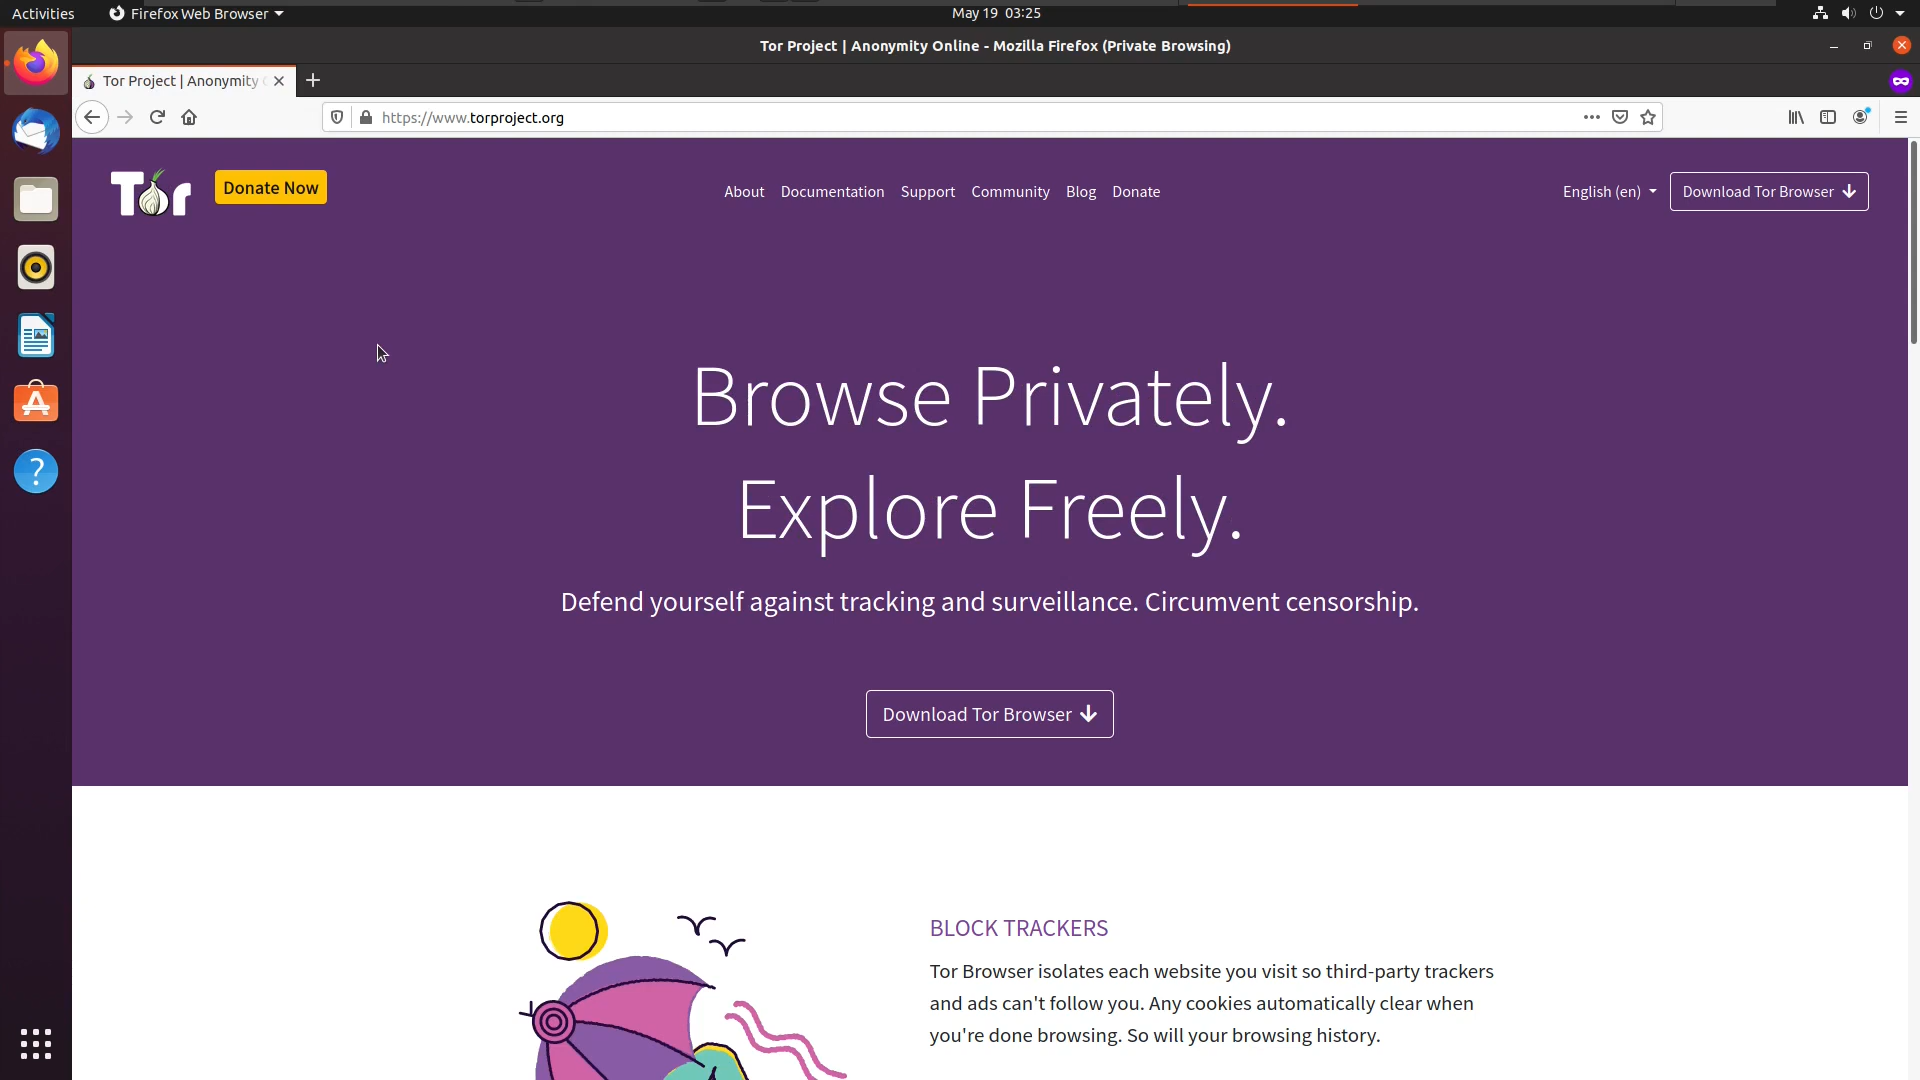 Activities
Firefox Web Browser
May 19 03:25
Tor Project | Anonymity Online - Mozilla Firefox (Private Browsing)
Tor Project | Anonymity
https://www.torproject.org
Tor
Donate Now
About
Documentation
Support
Community
Blog
Donate
English (en)
Download Tor Browser
Browse Privately.
Explore Freely.
Defend yourself against tracking and surveillance. Circumvent censorship.
Download Tor Browser
BLOCK TRACKERS
Tor Browser isolates each website you visit so third-party trackers
and ads can't follow you. Any cookies automatically clear when
you're done browsing. So will your browsing history.